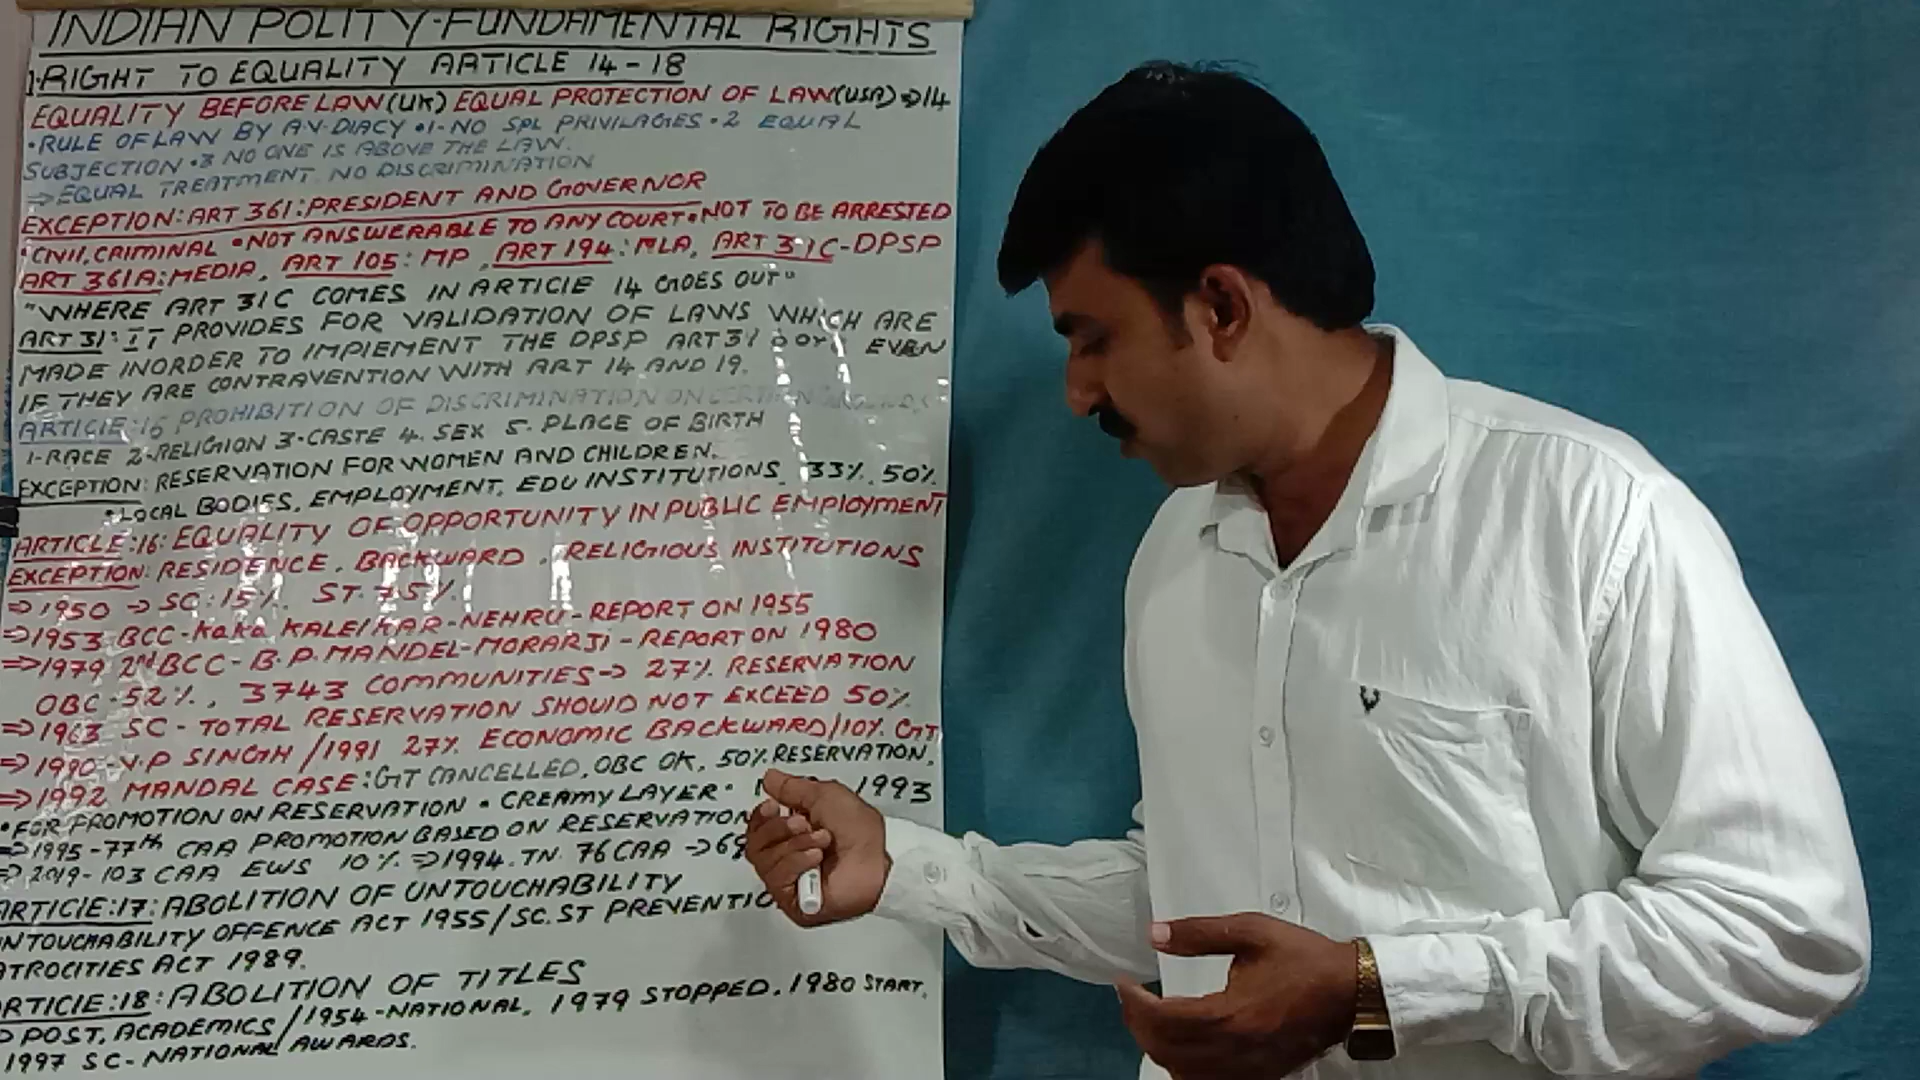 INDIAN POLITY-FUNDAMENTAL RIGHTS
1.RIGHT TO EQUALITY ARTICLE 14-18
EQUALITY BEFORE LAW(UK) EQUAL PROTECTION OF LAW(USA)⇒14
•RULE OF LAW BY A.V.DIACY •1-NO SPL PRIVILAGES •2 EQUAL
SUBJECTION •3 NO ONE IS ABOVE THE LAW.
⇒EQUAL TREATMENT. NO DISCRIMINATION
EXCEPTION:ART 361:PRESIDENT AND GOVERNOR
•CIVIL,CRIMINAL •NOT ANSWERABLE TO ANY COURT•NOT TO BE ARRESTED
ART 361A:MEDIA, ART 105: MP, ART 194: MLA, ART 31C-DPSP
"WHERE ART 31C COMES IN ARTICLE 14 GOES OUT"
ART 31: IT PROVIDES FOR VALIDATION OF LAWS WHICH ARE
MADE INORDER TO IMPLEMENT THE DPSP ART 31 EVEN
IF THEY ARE CONTRAVENTION WITH ART 14 AND 19.
ARTICLE:16 PROHIBITION OF DISCRIMINATION ON
1-RACE 2-RELIGION 3-CASTE 4. SEX 5. PLACE OF BIRTH
EXCEPTION: RESERVATION FOR WOMEN AND CHILDREN.
•LOCAL BODIES, EMPLOYMENT, EDU INSTITUTIONS. 33%. 50%.
ARTICLE:16: EQUALITY OF OPPORTUNITY IN PUBLIC EMPLOYMENT
EXCEPTION: RESIDENCE, BACKWARD, RELIGIOUS INSTITUTIONS
⇒1950 → SC:15%. ST 7.5%.
⇒1953 BCC-KaKa KALElKAR-NEHRU-REPORT ON 1955
⇒1979 2nd BCC-B.P.MANDEL-MORARJI-REPORT ON 1980
OBC-52%., 3743 COMMUNITIES→ 27%. RESERVATION
⇒1963 SC-TOTAL RESERVATION SHOULD NOT EXCEED 50%.
⇒1990-V.P SINGH/1991 27%. ECONOMIC BACKWARD/10%. GT
⇒1992 MANDAL CASE:GT CANCELLED, OBC OK, 50%.RESERVATION,
•FOR PROMOTION ON RESERVATION • CREAMY LAYER• 1993
⇒1995-77th CAA PROMOTION BASED ON RESERVATION
⇒2019-103 CAA EWS 10%. ⇒1994. TN. 76 CAA →
ARTICLE:17:ABOLITION OF UNTOUCHABILITY
UNTOUCHABILITY OFFENCE ACT 1955/SC.ST
ATROCITIES ACT 1989.
ARTICLE:18:ABOLITION OF TITLES
POST, ACADEMICS/1954-NATIONAL, 1979 STOPPED. 1980 START.
1997 SC-NATIONAL AWARDS.